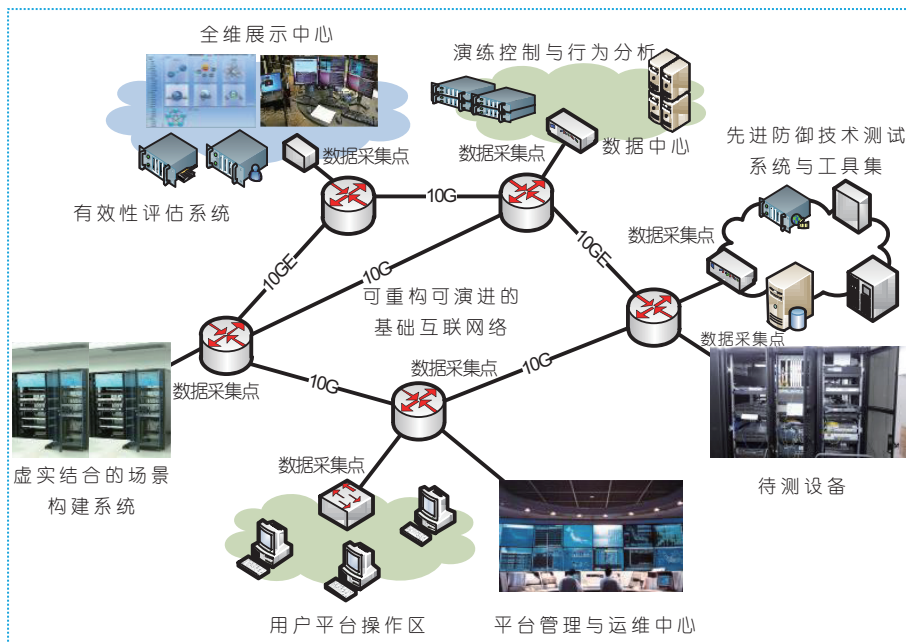 全维展示中心
演练控制与行为分析
数据采集点
数据采集点
数据中心
先进防御技术测试
系统与工具集
有效性评估系统
10G
数据采集点
10GE
10G
10GE
可重构可演进的
基础互联网络
数据采集点
数据采集点
数据采集点
10G
10G
虚实结合的场景
构建系统
数据采集点
待测设备
用户平台操作区
平台管理与运维中心